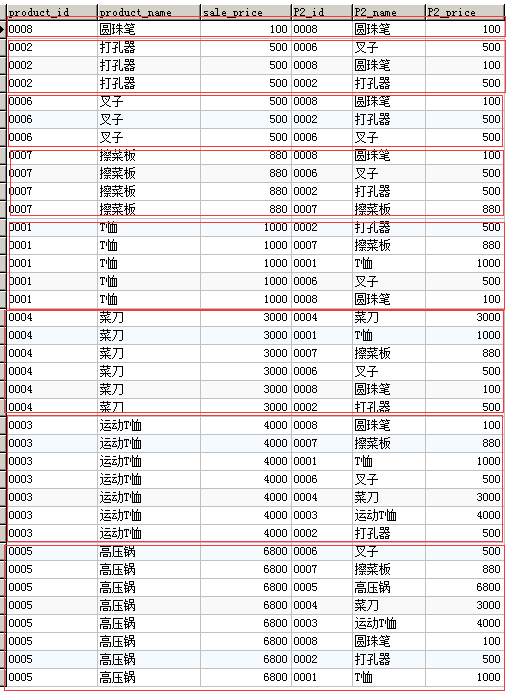 product_id product_name sale_price P2_id P2_name P2_price
0008 圆珠笔 100 0008 圆珠笔 100
0002 打孔器 500 0006 叉子 500
0002 打孔器 500 0008 圆珠笔 100
0002 打孔器 500 0002 打孔器 500
0006 叉子 500 0008 圆珠笔 100
0006 叉子 500 0002 打孔器 500
0006 叉子 500 0006 叉子 500
0007 擦菜板 880 0008 圆珠笔 100
0007 擦菜板 880 0006 叉子 500
0007 擦菜板 880 0002 打孔器 500
0007 擦菜板 880 0007 擦菜板 880
0001 T恤 1000 0002 打孔器 500
0001 T恤 1000 0007 擦菜板 880
0001 T恤 1000 0001 T恤 1000
0001 T恤 1000 0006 叉子 500
0001 T恤 1000 0008 圆珠笔 100
0004 菜刀 3000 0004 菜刀 3000
0004 菜刀 3000 0001 T恤 1000
0004 菜刀 3000 0007 擦菜板 880
0004 菜刀 3000 0006 叉子 500
0004 菜刀 3000 0008 圆珠笔 100
0004 菜刀 3000 0002 打孔器 500
0003 运动T恤 4000 0008 圆珠笔 100
0003 运动T恤 4000 0007 擦菜板 880
0003 运动T恤 4000 0001 T恤 1000
0003 运动T恤 4000 0006 叉子 500
0003 运动T恤 4000 0004 菜刀 3000
0003 运动T恤 4000 0003 运动T恤 4000
0003 运动T恤 4000 0002 打孔器 500
0005 高压锅 6800 0006 叉子 500
0005 高压锅 6800 0007 擦菜板 880
0005 高压锅 6800 0005 高压锅 6800
0005 高压锅 6800 0004 菜刀 3000
0005 高压锅 6800 0003 运动T恤 4000
0005 高压锅 6800 0008 圆珠笔 100
0005 高压锅 6800 0002 打孔器 500
0005 高压锅 6800 0001 T恤 1000